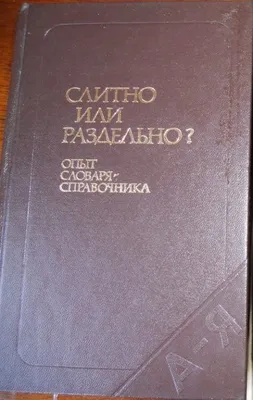 СЛИТНО
ИЛИ
РАЗДЕЛЬНО?
ОПЫТ
СЛОВАРЯ-
СПРАВОЧНИКА
А-Я